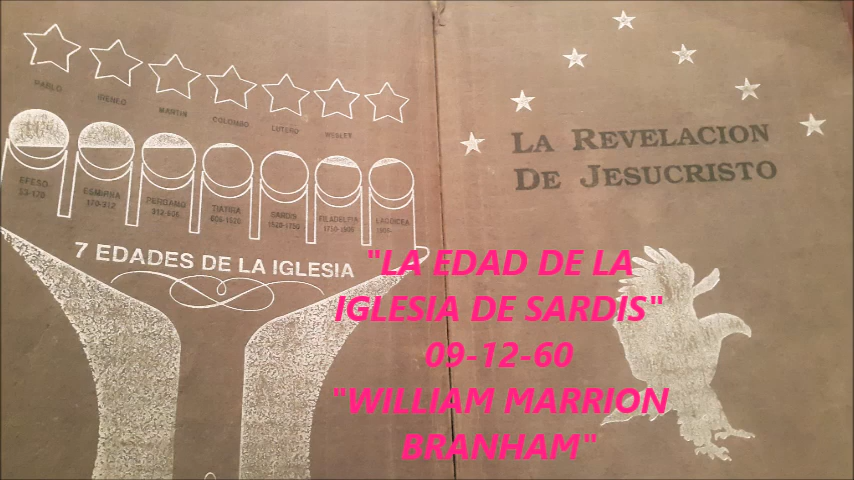 PABLO
IRENEO
MARTIN
COLOMBO
LUTERO
WESLEY
EFESO
53-170
ESMIRNA
170-312
PERGAMO
312-606
TIATIRA
606-1520
SARDIS
1520-1750
FILADELFIA
1750-1906
LAODICEA
1906-
7 EDADES DE LA IGLESIA
LA REVELACION
DE JESUCRISTO
"LA EDAD DE LA
IGLESIA DE SARDIS"
09-12-60
"WILLIAM MARRION
BRANHAM"